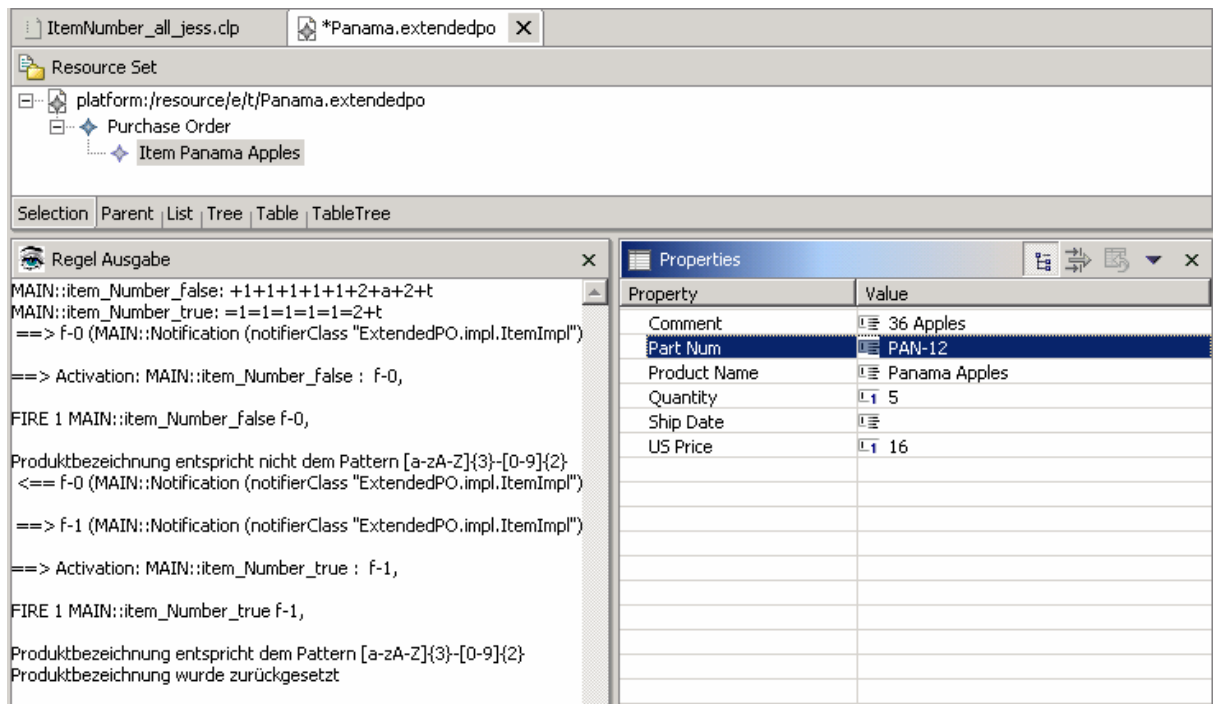 ItemNumber_all_jess.clp
*Panama.extendedpo
Resource Set
platform:/resource/e/t/Panama.extendedpo
Purchase Order
Item Panama Apples
Selection Parent List Tree Table TableTree
Regel Ausgabe
MAIN::item_Number_false: +1+1+1+1+1+2+a+2+t
MAIN::item_Number_true: =1=1=1=1=1=2+t
==> f-0 (MAIN::Notification (notifierClass "ExtendedPO.impl.ItemImpl")
==> Activation: MAIN::item_Number_false : f-0,
FIRE 1 MAIN::item_Number_false f-0,
Produktbezeichnung entspricht nicht dem Pattern [a-zA-Z]{3}-[0-9]{2}
<== f-0 (MAIN::Notification (notifierClass "ExtendedPO.impl.ItemImpl")
==> f-1 (MAIN::Notification (notifierClass "ExtendedPO.impl.ItemImpl")
==> Activation: MAIN::item_Number_true : f-1,
FIRE 1 MAIN::item_Number_true f-1,
Produktbezeichnung entspricht dem Pattern [a-zA-Z]{3}-[0-9]{2}
Produktbezeichnung wurde zurückgesetzt
Properties
Property Value
Comment 36 Apples
Part Num PAN-12
Product Name Panama Apples
Quantity 5
Ship Date
US Price 16